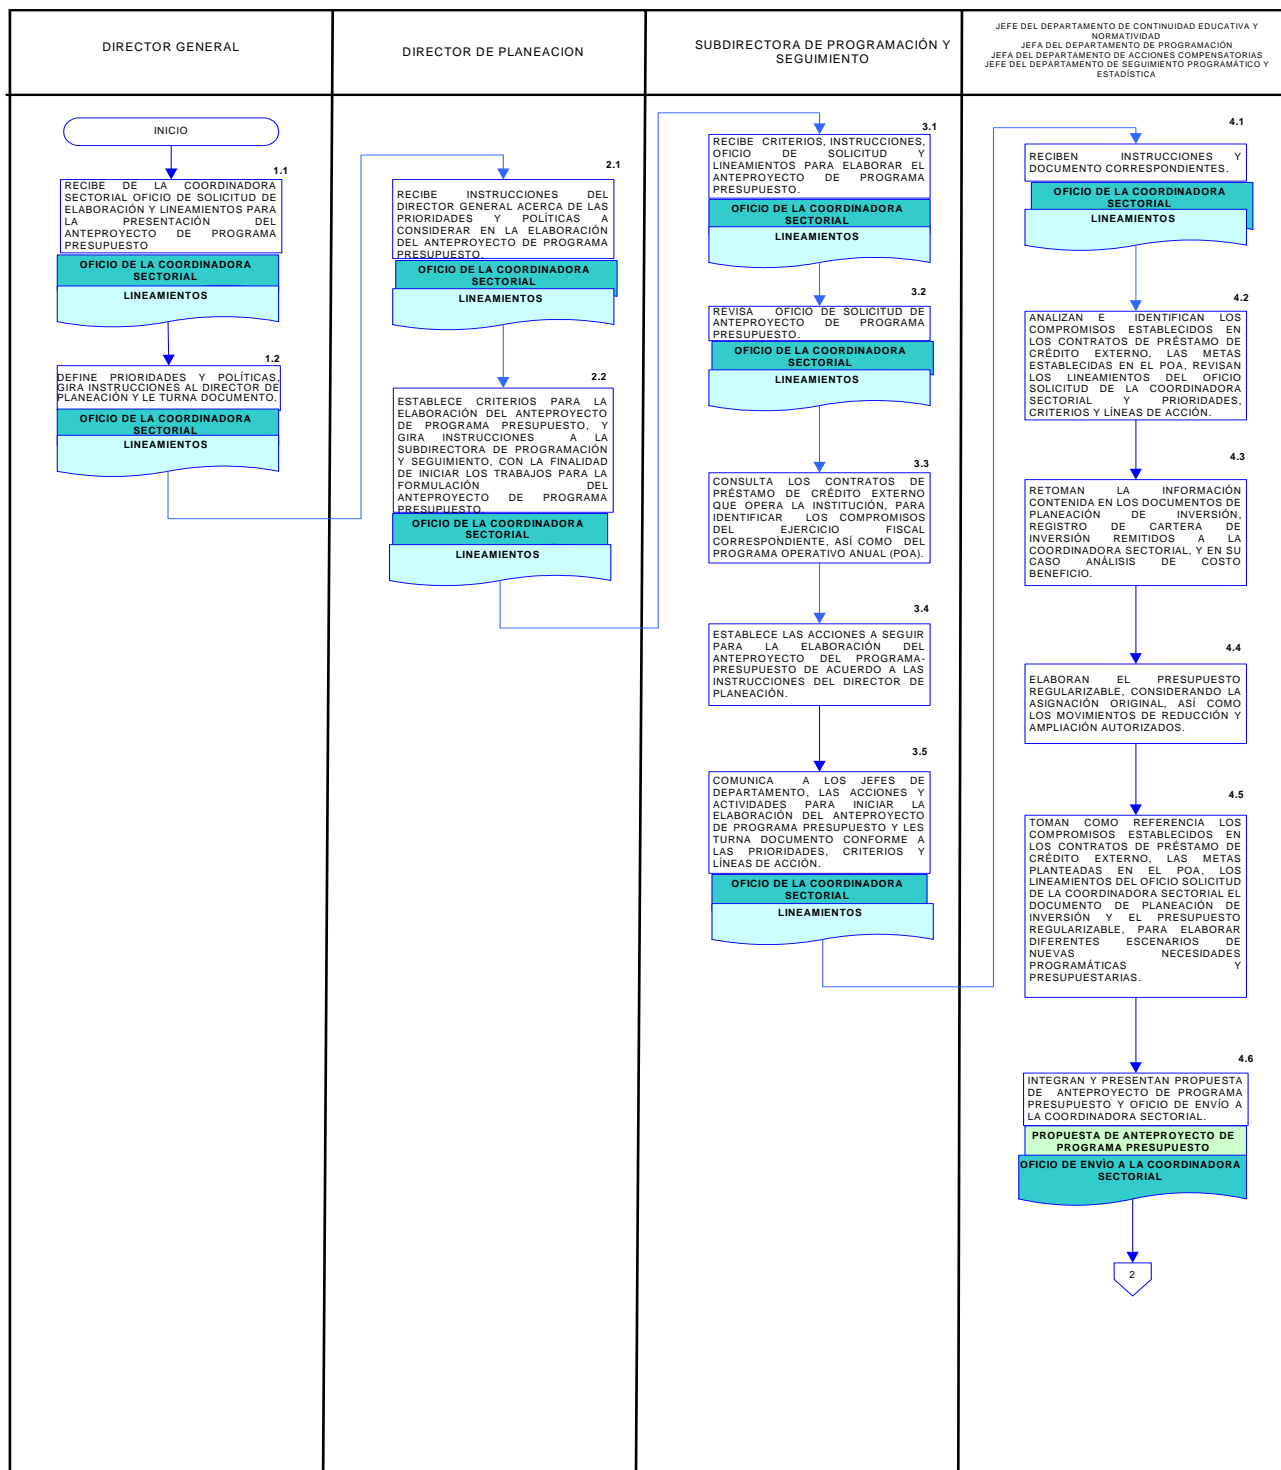 DIRECTOR GENERAL
DIRECTOR DE PLANEACION
SUBDIRECTORA DE PROGRAMACIÓN Y
SEGUIMIENTO
JEFE DEL DEPARTAMENTO DE CONTINUIDAD EDUCATIVA Y
NORMATIVIDAD
JEFA DEL DEPARTAMENTO DE PROGRAMACIÓN
JEFA DEL DEPARTAMENTO DE ACCIONES COMPENSATORIAS
JEFE DEL DEPARTAMENTO DE SEGUIMIENTO PROGRAMÁTICO Y
ESTADÍSTICA
INICIO
1.1
RECIBE DE LA COORDINADORA
SECTORIAL OFICIO DE SOLICITUD DE
ELABORACIÓN Y LINEAMIENTOS PARA
LA PRESENTACIÓN DEL
ANTEPROYECTO DE PROGRAMA
PRESUPUESTO
OFICIO DE LA COORDINADORA
SECTORIAL
LINEAMIENTOS
1.2
DEFINE PRIORIDADES Y POLÍTICAS,
GIRA INSTRUCCIONES AL DIRECTOR DE
PLANEACIÓN Y LE TURNA DOCUMENTO.
OFICIO DE LA COORDINADORA
SECTORIAL
LINEAMIENTOS
2.1
RECIBE INSTRUCCIONES DEL
DIRECTOR GENERAL ACERCA DE LAS
PRIORIDADES Y POLÍTICAS A
CONSIDERAR EN LA ELABORACIÓN
DEL ANTEPROYECTO DE PROGRAMA
PRESUPUESTO.
OFICIO DE LA COORDINADORA
SECTORIAL
LINEAMIENTOS
2.2
ESTABLECE CRITERIOS PARA LA
ELABORACIÓN DEL ANTEPROYECTO
DE PROGRAMA PRESUPUESTO, Y
GIRA INSTRUCCIONES A LA
SUBDIRECTORA DE PROGRAMACIÓN
Y SEGUIMIENTO, CON LA FINALIDAD
DE INICIAR LOS TRABAJOS PARA LA
FORMULACIÓN DEL
ANTEPROYECTO DE PROGRAMA
PRESUPUESTO.
OFICIO DE LA COORDINADORA
SECTORIAL
LINEAMIENTOS
3.1
RECIBE CRITERIOS, INSTRUCCIONES,
OFICIO DE SOLICITUD Y
LINEAMIENTOS PARA ELABORAR EL
ANTEPROYECTO DE PROGRAMA
PRESUPUESTO.
OFICIO DE LA COORDINADORA
SECTORIAL
LINEAMIENTOS
3.2
REVISA OFICIO DE SOLICITUD DE
ANTEPROYECTO DE PROGRAMA
PRESUPUESTO.
OFICIO DE LA COORDINADORA
SECTORIAL
LINEAMIENTOS
3.3
CONSULTA LOS CONTRATOS DE
PRÉSTAMO DE CRÉDITO EXTERNO
QUE OPERA LA INSTITUCIÓN, PARA
IDENTIFICAR LOS COMPROMISOS
DEL EJERCICIO FISCAL
CORRESPONDIENTE, ASÍ COMO DEL
PROGRAMA OPERATIVO ANUAL (POA).
3.4
ESTABLECE LAS ACCIONES A SEGUIR
PARA LA ELABORACIÓN DEL
ANTEPROYECTO DEL PROGRAMA-
PRESUPUESTO DE ACUERDO A LAS
INSTRUCCIONES DEL DIRECTOR DE
PLANEACIÓN.
3.5
COMUNICA A LOS JEFES DE
DEPARTAMENTO, LAS ACCIONES Y
ACTIVIDADES PARA INICIAR LA
ELABORACIÓN DEL ANTEPROYECTO
DE PROGRAMA PRESUPUESTO Y LES
TURNA DOCUMENTO CONFORME A
LAS PRIORIDADES, CRITERIOS Y
LÍNEAS DE ACCIÓN.
OFICIO DE LA COORDINADORA
SECTORIAL
LINEAMIENTOS
4.1
RECIBEN INSTRUCCIONES Y
DOCUMENTO CORRESPONDIENTES.
OFICIO DE LA COORDINADORA
SECTORIAL
LINEAMIENTOS
4.2
ANALIZAN E IDENTIFICAN LOS
COMPROMISOS ESTABLECIDOS EN
LOS CONTRATOS DE PRÉSTAMO DE
CRÉDITO EXTERNO, LAS METAS
ESTABLECIDAS EN EL POA, REVISAN
LOS LINEAMIENTOS DEL OFICIO
SOLICITUD DE LA COORDINADORA
SECTORIAL Y PRIORIDADES,
CRITERIOS Y LÍNEAS DE ACCIÓN.
4.3
RETOMAN LA INFORMACIÓN
CONTENIDA EN LOS DOCUMENTOS DE
PLANEACIÓN DE INVERSIÓN,
REGISTRO DE CARTERA DE
INVERSIÓN REMITIDOS A LA
COORDINADORA SECTORIAL, Y EN SU
CASO ANÁLISIS DE COSTO
BENEFICIO.
4.4
ELABORAN EL PRESUPUESTO
REGULARIZABLE, CONSIDERANDO LA
ASIGNACIÓN ORIGINAL, ASÍ COMO
LOS MOVIMIENTOS DE REDUCCIÓN Y
AMPLIACIÓN AUTORIZADOS.
4.5
TOMAN COMO REFERENCIA LOS
COMPROMISOS ESTABLECIDOS EN
LOS CONTRATOS DE PRÉSTAMO DE
CRÉDITO EXTERNO, LAS METAS
PLANTEADAS EN EL POA, LOS
LINEAMIENTOS DEL OFICIO SOLICITUD
DE LA COORDINADORA SECTORIAL EL
DOCUMENTO DE PLANEACIÓN DE
INVERSIÓN Y EL PRESUPUESTO
REGULARIZABLE, PARA ELABORAR
DIFERENTES ESCENARIOS DE
NUEVAS NECESIDADES
PROGRAMÁTICAS Y
PRESUPUESTARIAS.
4.6
INTEGRAN Y PRESENTAN PROPUESTA
DE ANTEPROYECTO DE PROGRAMA
PRESUPUESTO Y OFICIO DE ENVÍO A
LA COORDINADORA SECTORIAL.
PROPUESTA DE ANTEPROYECTO DE
PROGRAMA PRESUPUESTO
OFICIO DE ENVÌO A LA COORDINADORA
SECTORIAL
2